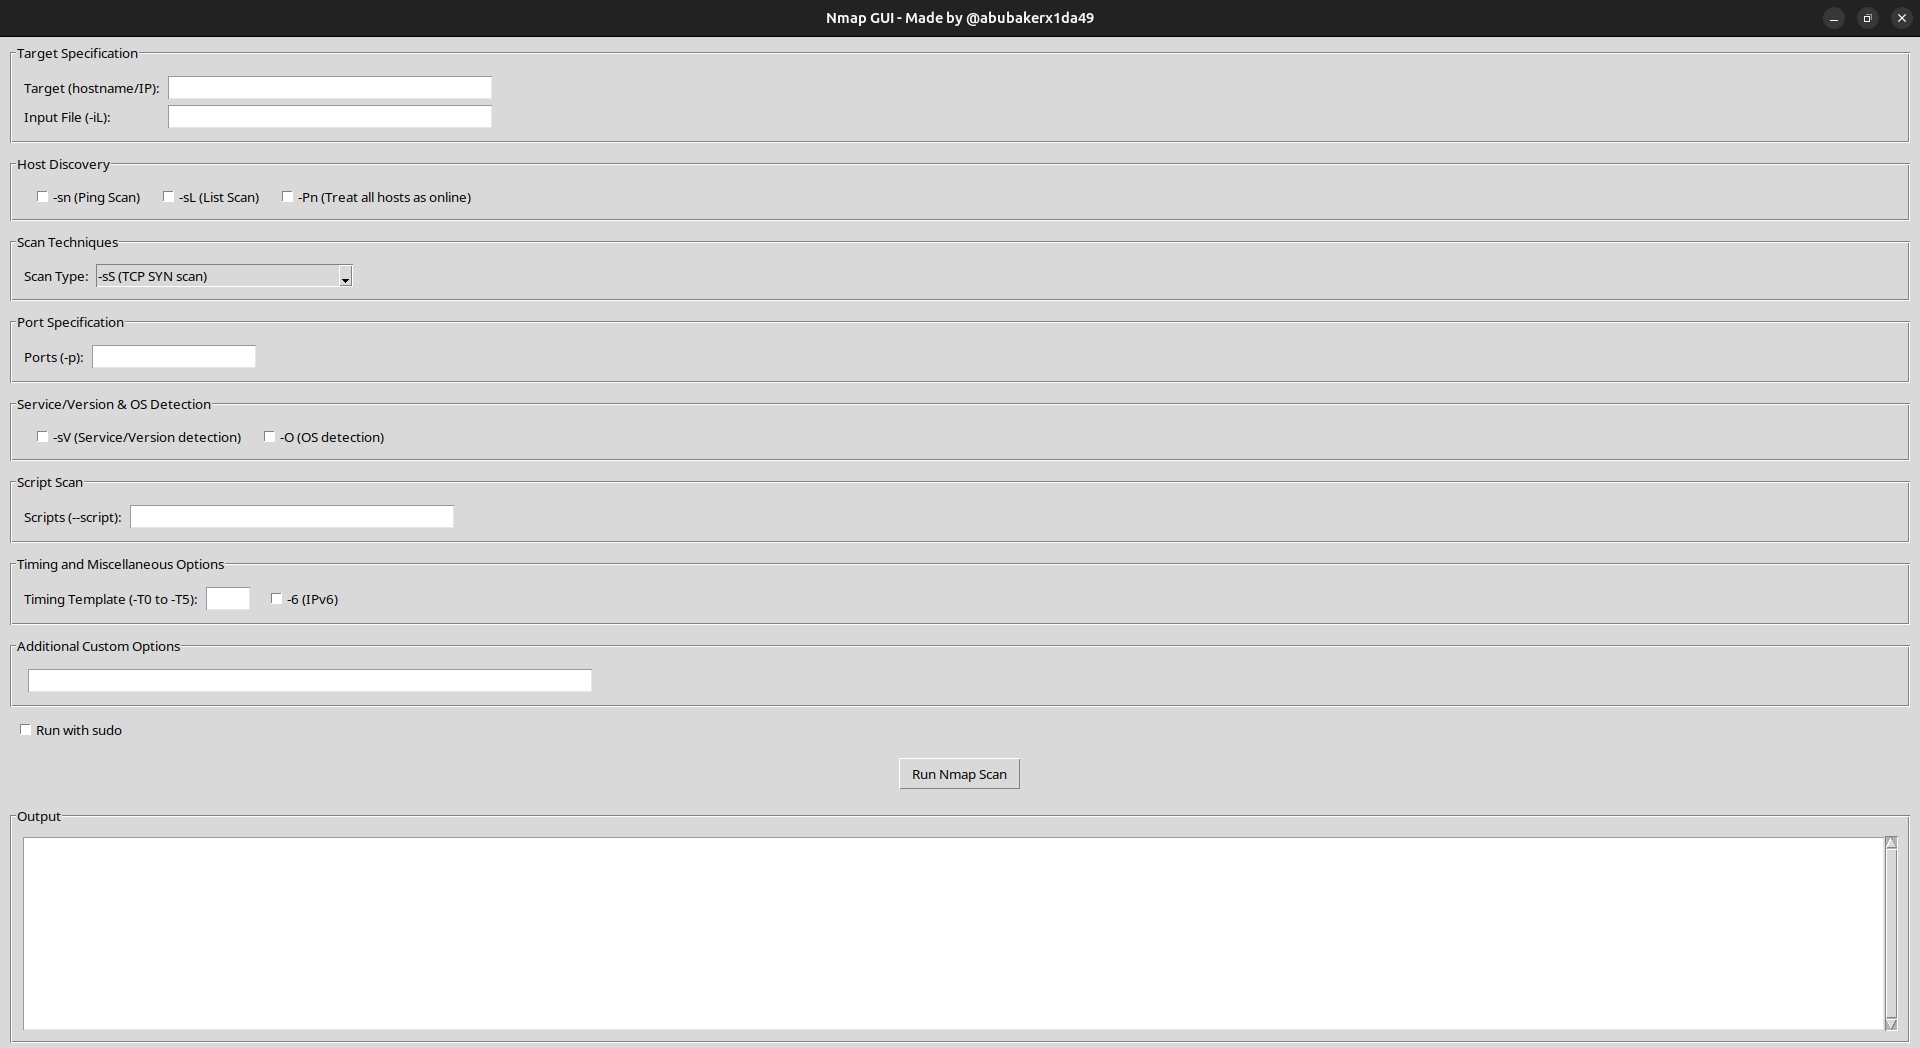 Nmap GUI - Made by @abubakerx1da49
Target Specification
Target (hostname/IP):
Input File (-iL):
Host Discovery
-sn (Ping Scan) -sL (List Scan) -Pn (Treat all hosts as online)
Scan Techniques
Scan Type: -sS (TCP SYN scan)
Port Specification
Ports (-p):
Service/Version & OS Detection
-sV (Service/Version detection) -O (OS detection)
Script Scan
Scripts (--script):
Timing and Miscellaneous Options
Timing Template (-T0 to -T5): -6 (IPv6)
Additional Custom Options
Run with sudo
Run Nmap Scan
Output